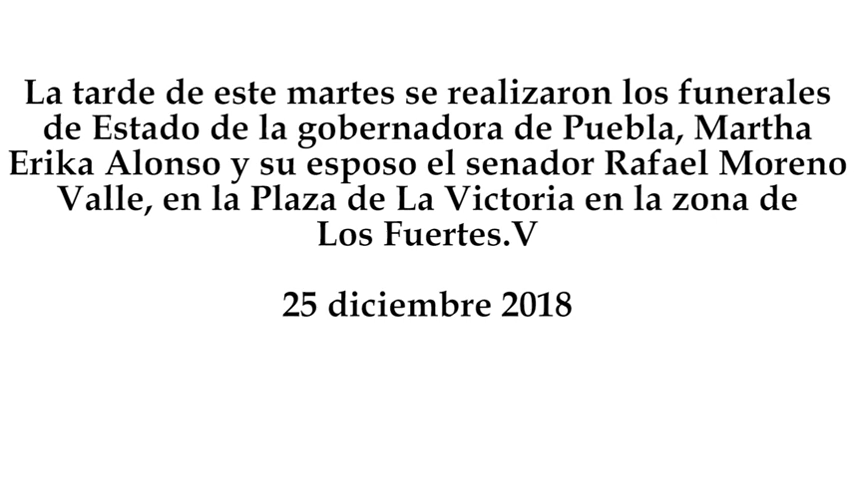 La tarde de este martes se realizaron los funerales
de Estado de la gobernadora de Puebla, Martha
Erika Alonso y su esposo el senador Rafael Moreno
Valle, en la Plaza de La Victoria en la zona de
Los Fuertes.V
25 diciembre 2018